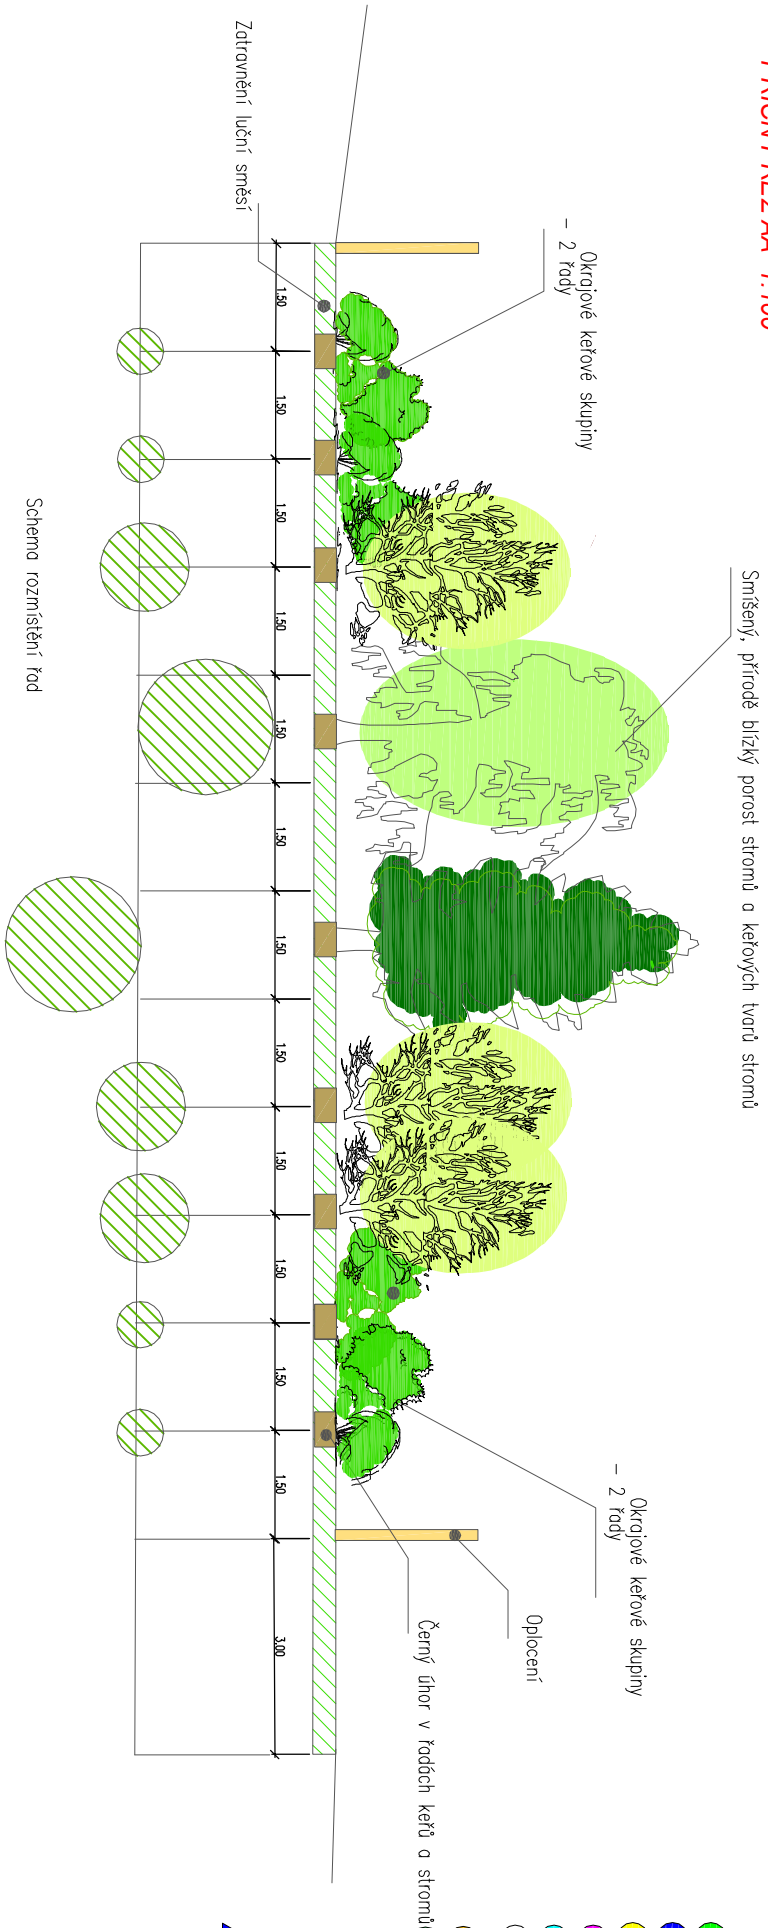 Smíšený, přírodě blízký porost stromů a keřových tvarů stromů
Okrajové keřové skupiny
- 2 řady
Okrajové keřové skupiny
- 2 řady
Oplocení
Černý úhor v řadách keřů a stromů
Zatravnění luční směsí
1,50
1,50
1,50
1,50
1,50
1,50
1,50
1,50
1,50
1,50
1,50
1,50
3,00
Schema rozmístění řad